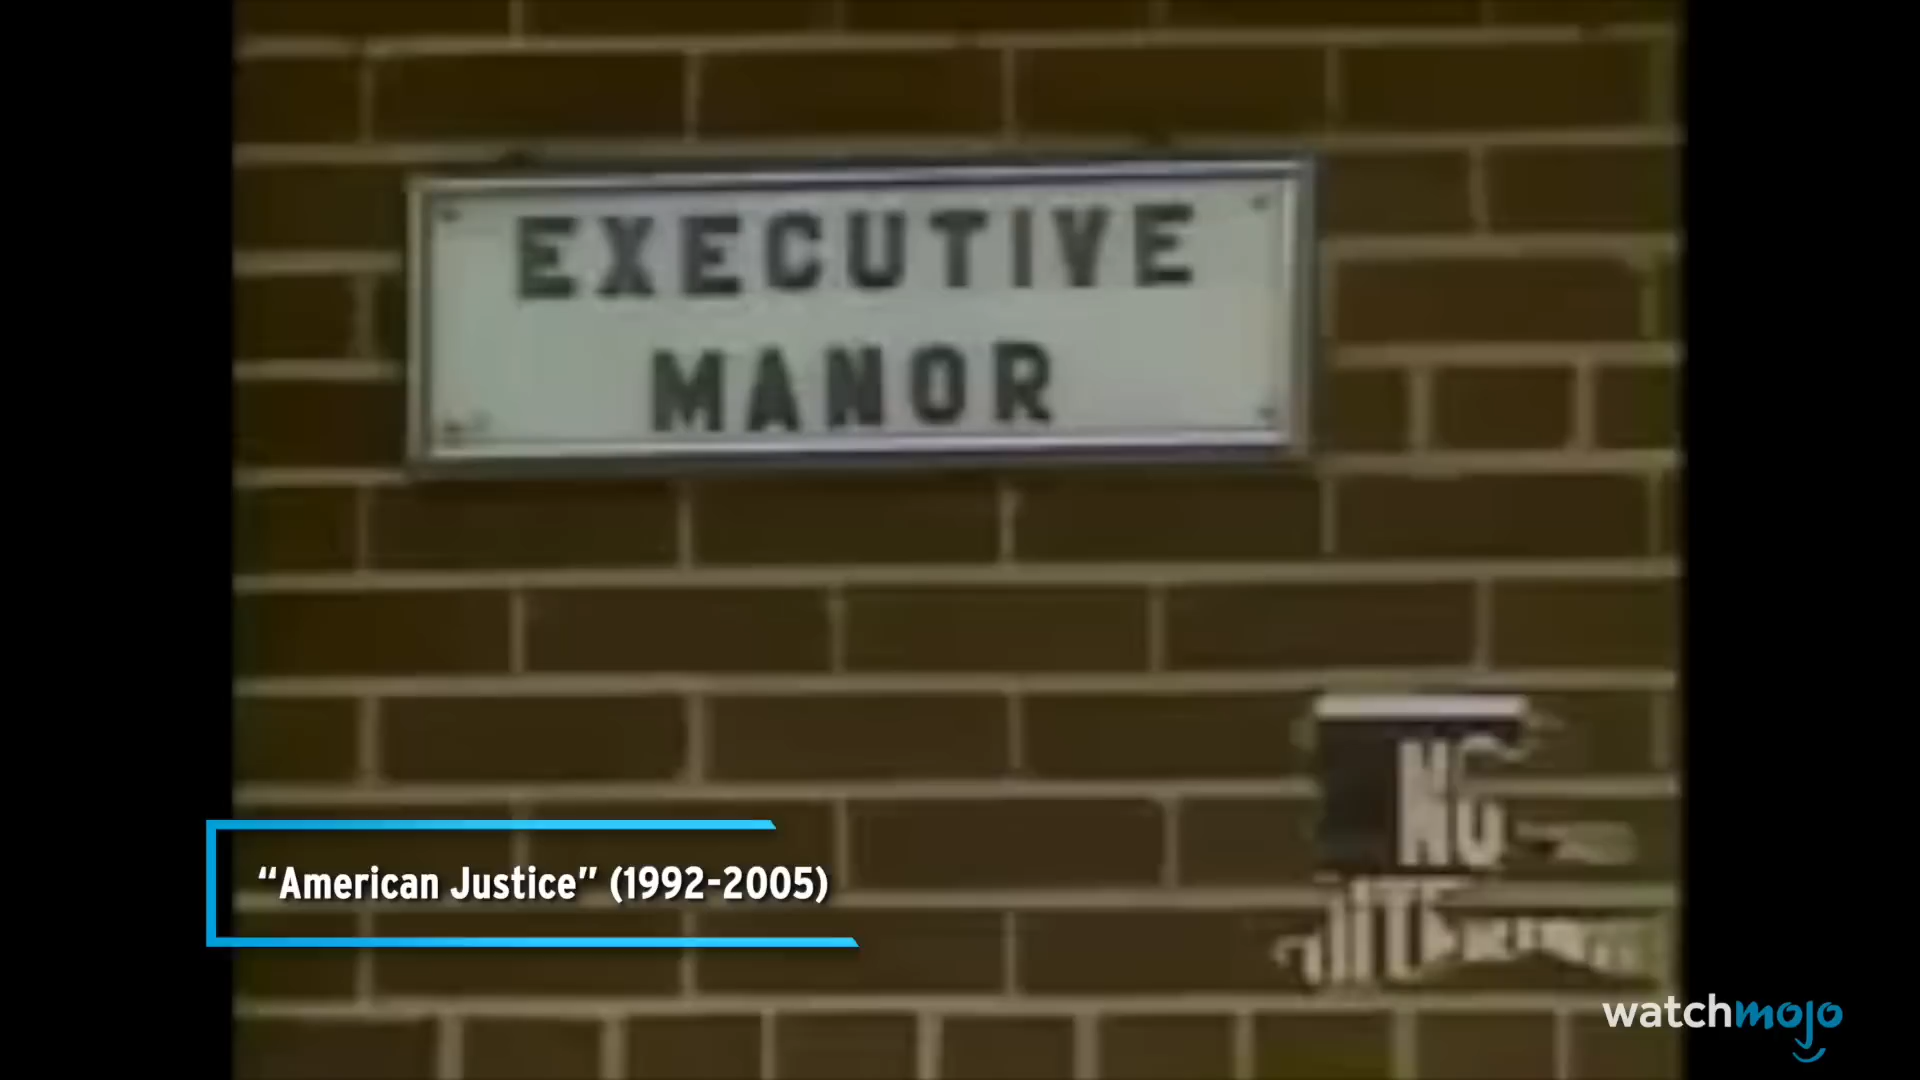 EXECUTIVE
MANOR
“American Justice” (1992-2005)
watchmojo